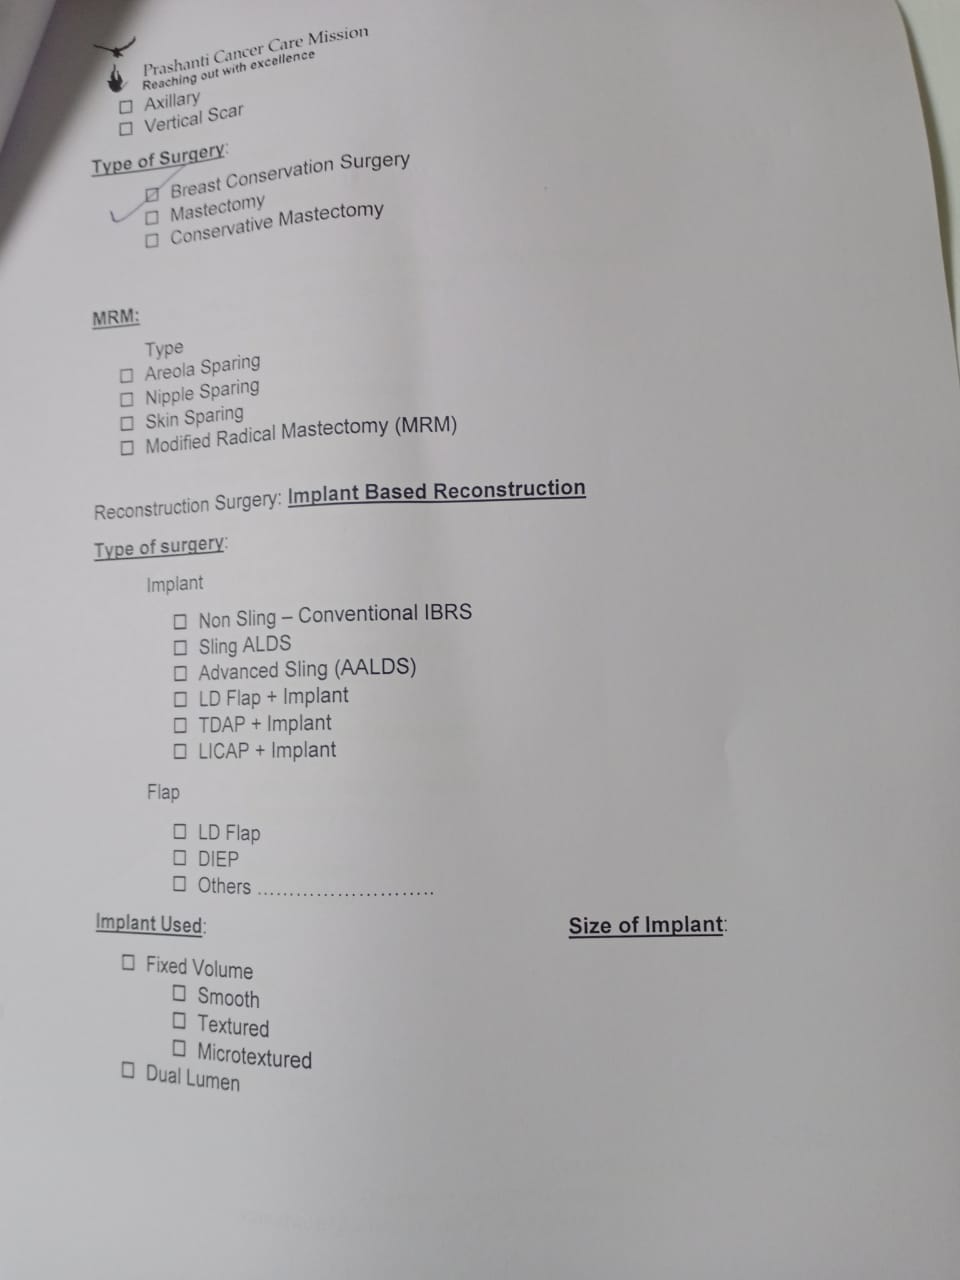 Prashanti Cancer Care Mission
Reaching out with excellence
☐ Axillary
☐ Vertical Scar
Type of Surgery:
☑ Breast Conservation Surgery
☐ Mastectomy
☐ Conservative Mastectomy
MRM:
Type
☐ Areola Sparing
☐ Nipple Sparing
☐ Skin Sparing
☐ Modified Radical Mastectomy (MRM)
Reconstruction Surgery: Implant Based Reconstruction
Type of surgery:
Implant
☐ Non Sling – Conventional IBRS
☐ Sling ALDS
☐ Advanced Sling (AALDS)
☐ LD Flap + Implant
☐ TDAP + Implant
☐ LICAP + Implant
Flap
☐ LD Flap
☐ DIEP
☐ Others ............................
Implant Used: Size of Implant:
☐ Fixed Volume
☐ Smooth
☐ Textured
☐ Microtextured
☐ Dual Lumen